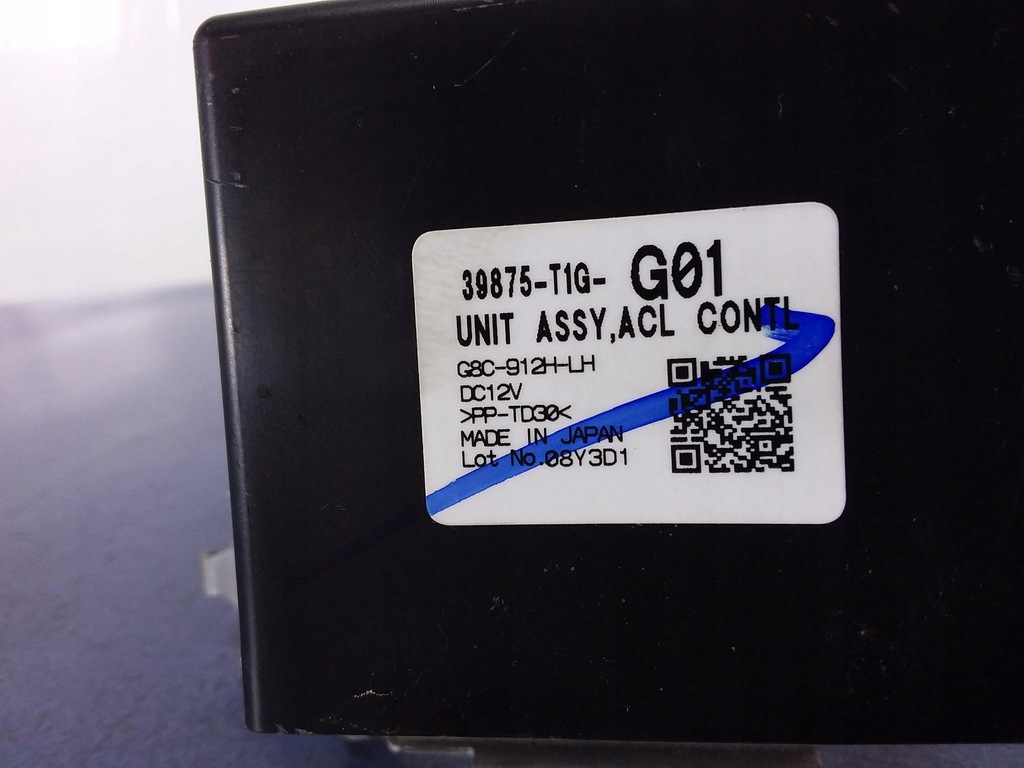 39875-T1G- G01
UNIT ASSY,ACL CONTL
G8C-912H-LH
DC12V
>PP-TD30<
MADE IN JAPAN
Lot No.08Y3D1